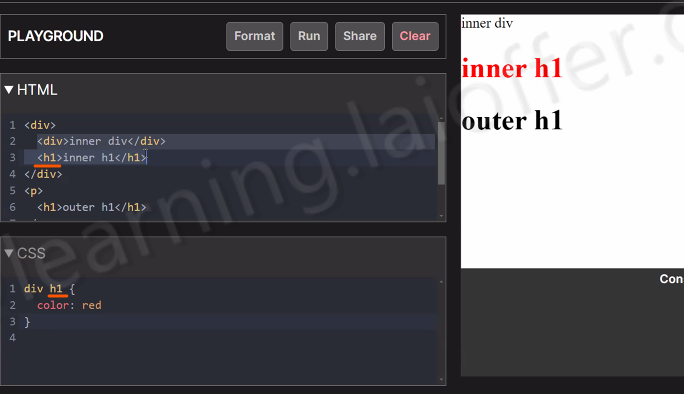 PLAYGROUND
Format
Run
Share
Clear
▼ HTML
1 <div>
2 <div>inner div</div>
3 <h1>inner h1</h1>
4 </div>
5 <p>
6 <h1>outer h1</h1>
▼ CSS
1 div h1 {
2 color: red
3 }
4
inner div
inner h1
outer h1
Con
learning.laioffer.c